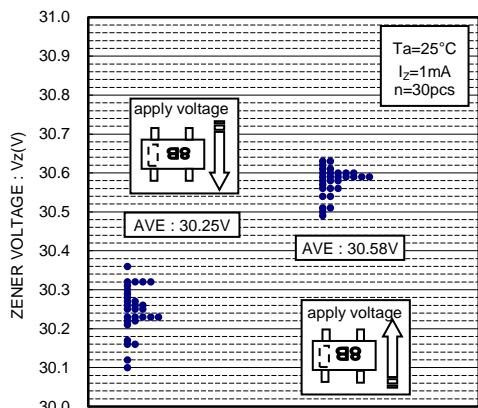 31.0
30.9
30.8
30.7
30.6
30.5
30.4
30.3
30.2
30.1
30.0
ZENER VOLTAGE : Vz(V)
Ta=25°C
IZ=1mA
n=30pcs
apply voltage
8B
AVE : 30.25V
AVE : 30.58V
apply voltage
8B